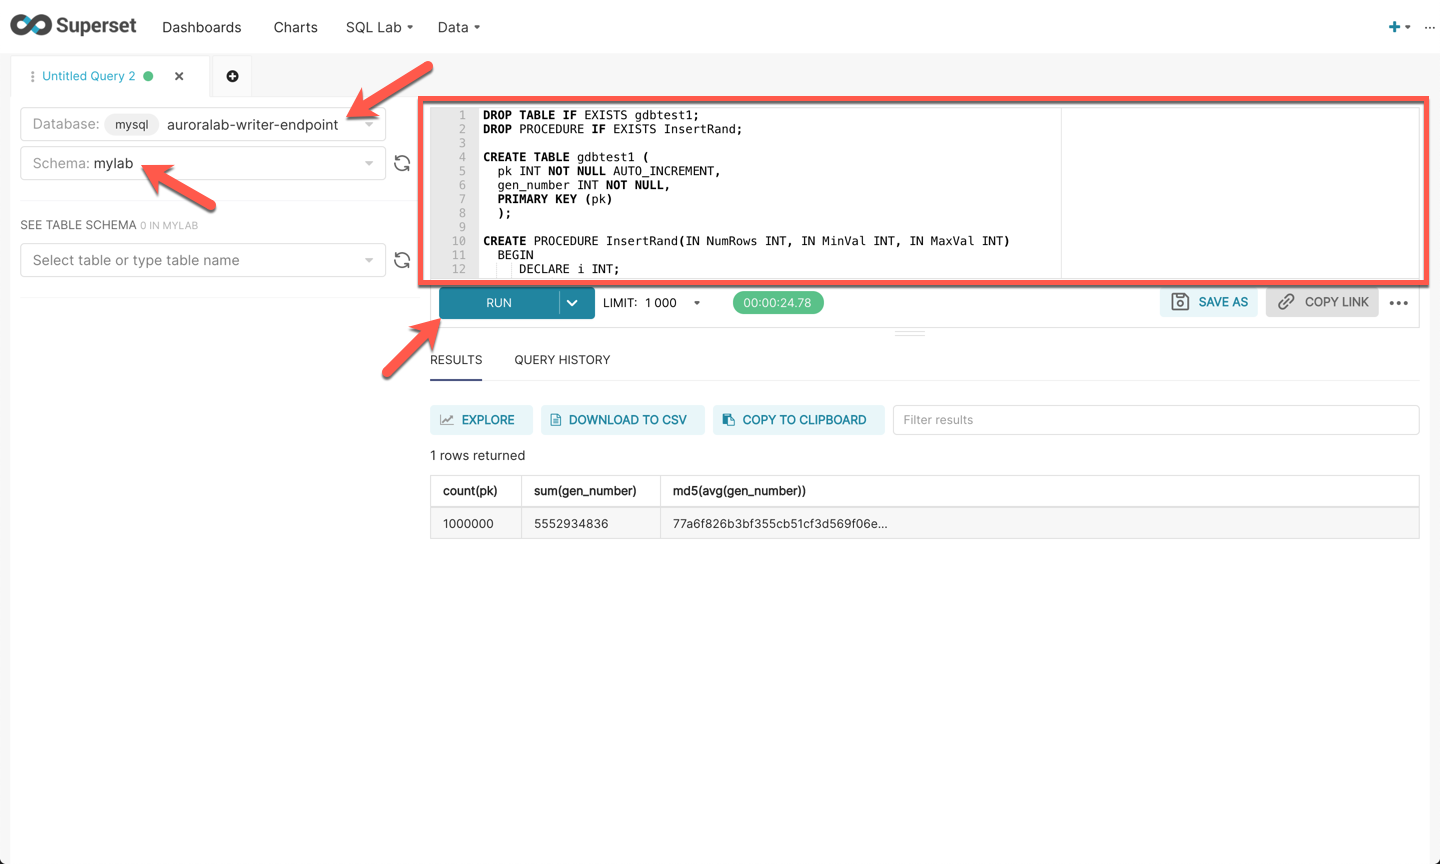 Superset Dashboards Charts SQL Lab Data
Untitled Query 2
Database: mysql auroralab-writer-endpoint
Schema: mylab
SEE TABLE SCHEMA 0 IN MYLAB
Select table or type table name
1 DROP TABLE IF EXISTS gdbtest1;
2 DROP PROCEDURE IF EXISTS InsertRand;
3
4 CREATE TABLE gdbtest1 (
5 pk INT NOT NULL AUTO_INCREMENT,
6 gen_number INT NOT NULL,
7 PRIMARY KEY (pk)
8 );
9
10 CREATE PROCEDURE InsertRand(IN NumRows INT, IN MinVal INT, IN MaxVal INT)
11 BEGIN
12 DECLARE i INT;
RUN LIMIT: 1 000 00:00:24.78 SAVE AS COPY LINK
RESULTS QUERY HISTORY
EXPLORE DOWNLOAD TO CSV COPY TO CLIPBOARD Filter results
1 rows returned
count(pk) sum(gen_number) md5(avg(gen_number))
1000000 5552934836 77a6f826b3bf355cb51cf3d569f06e...